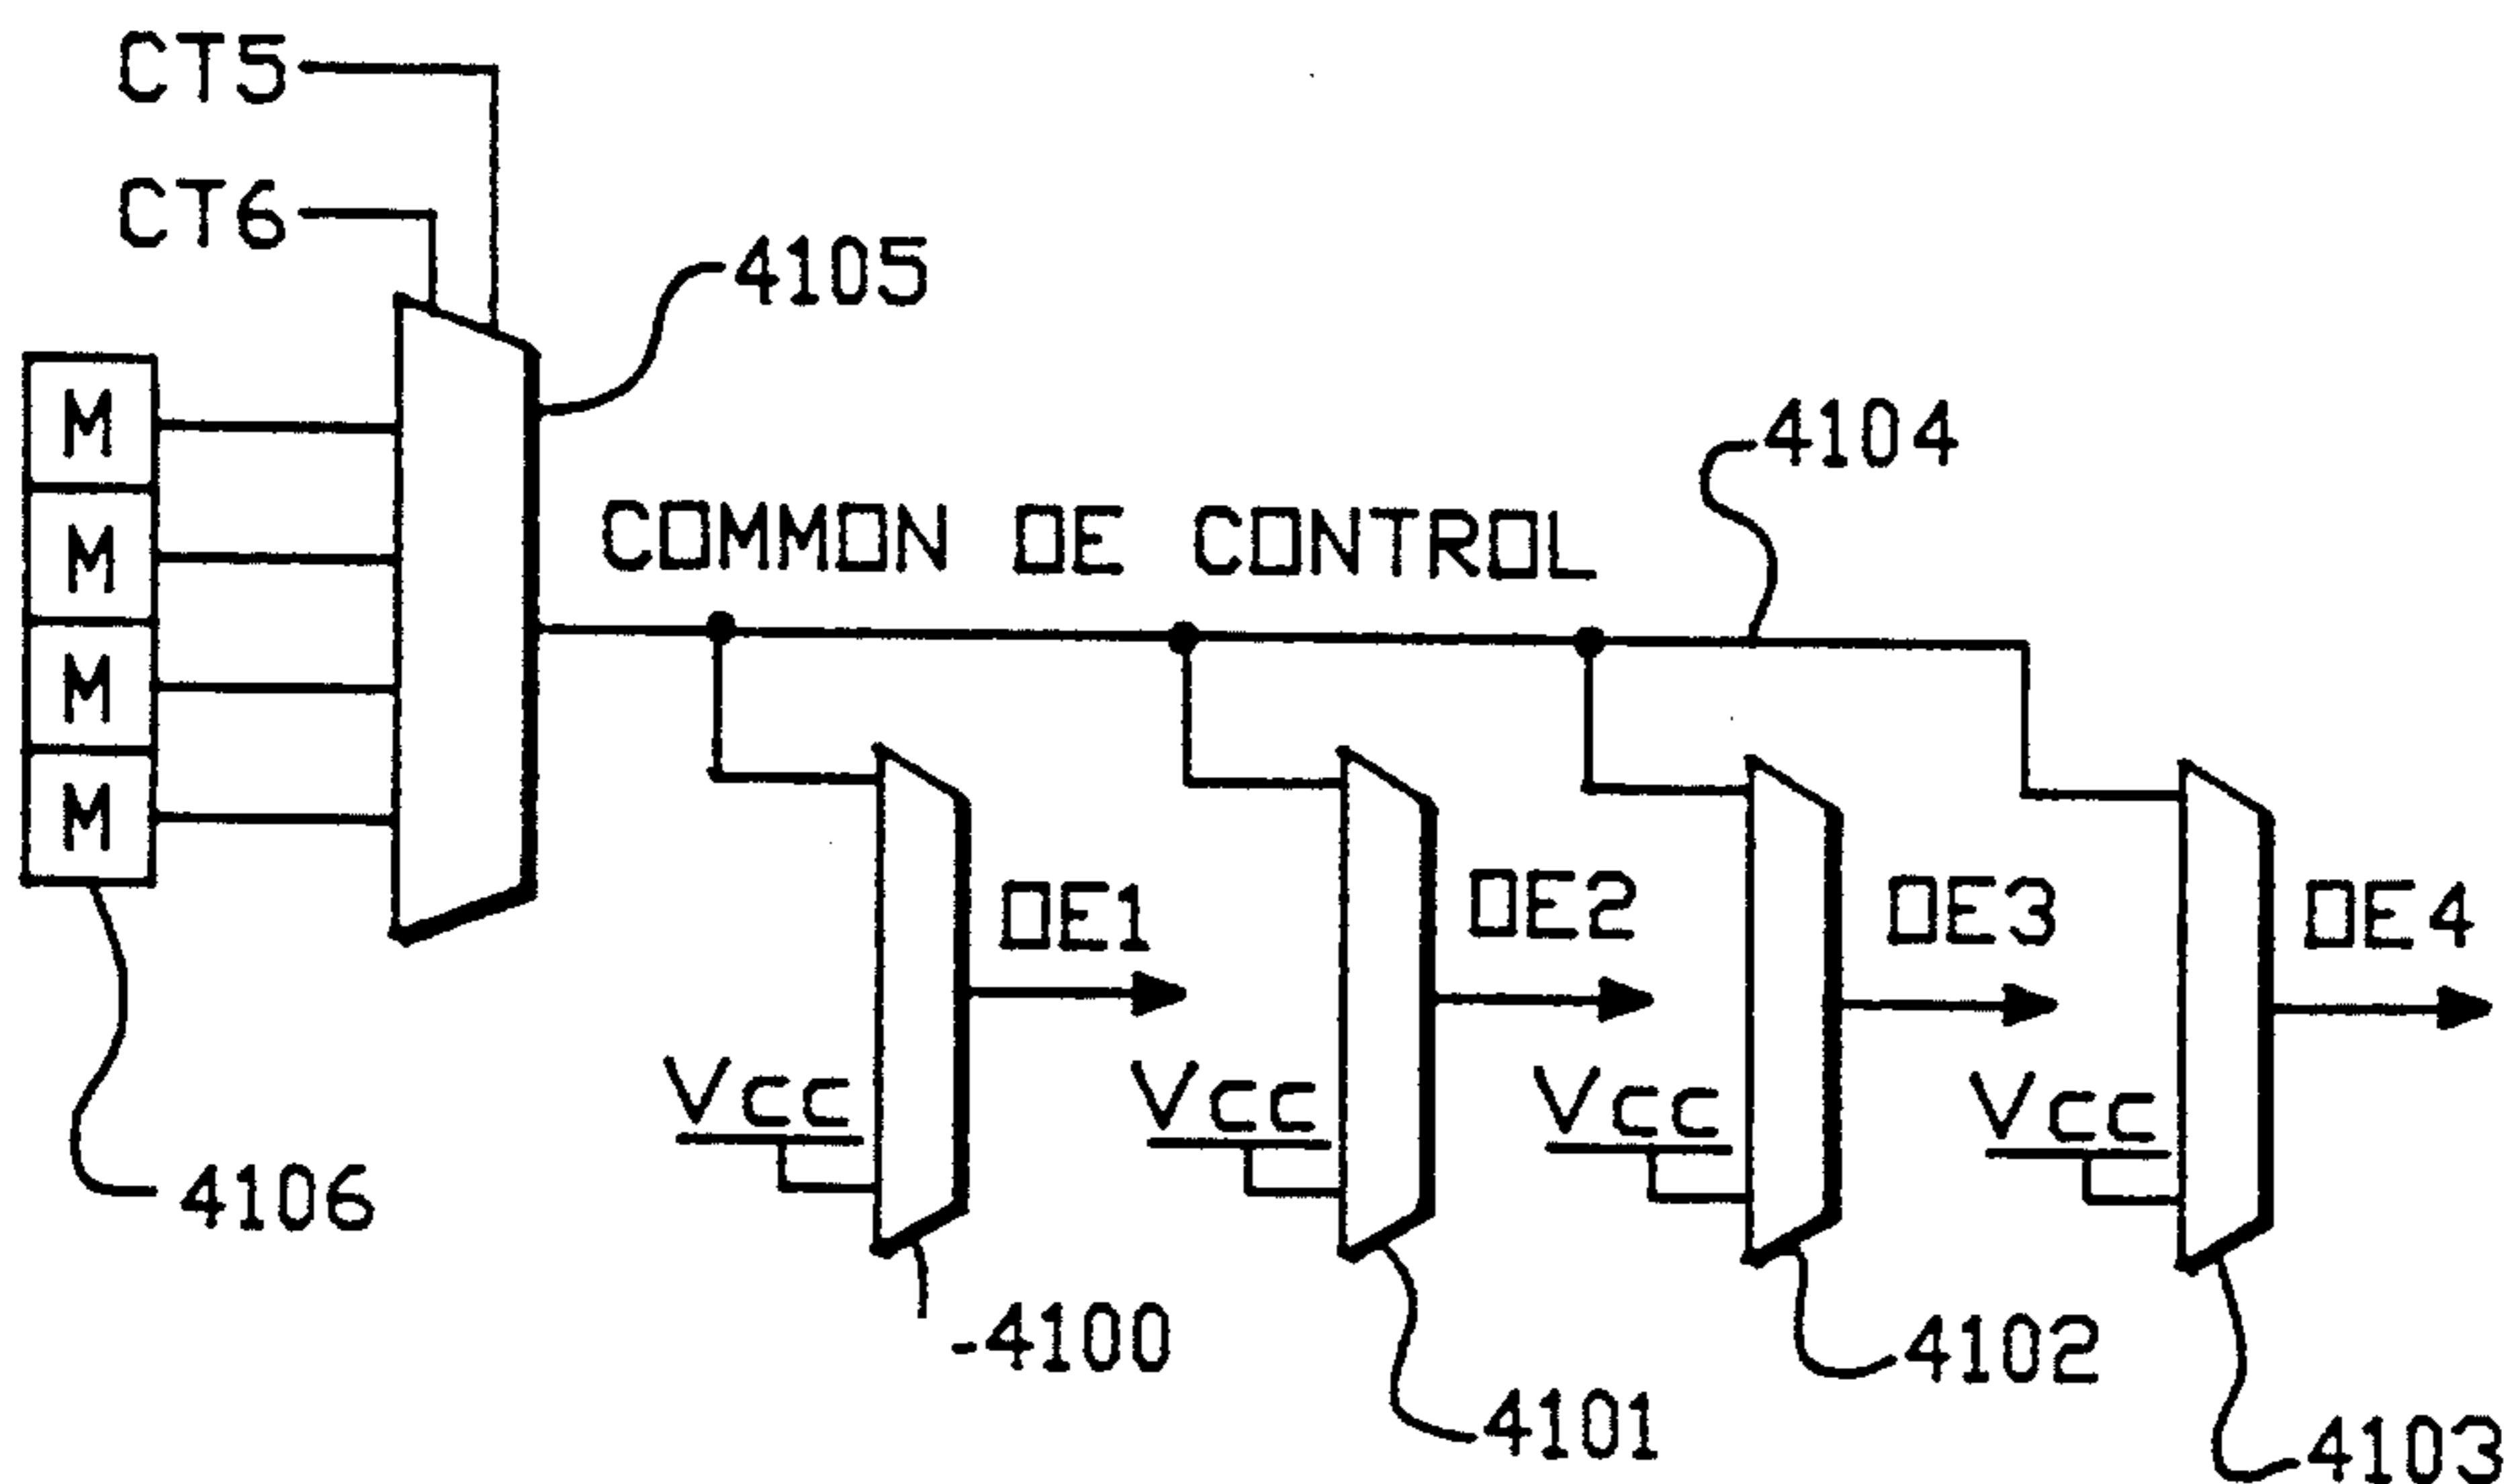 CT5
CT6
4105
M
4104
M
COMMON OE CONTROL
M
M
OE1
OE2
OE3
OE4
Vcc
Vcc
Vcc
Vcc
4106
4100
4102
4101
4103